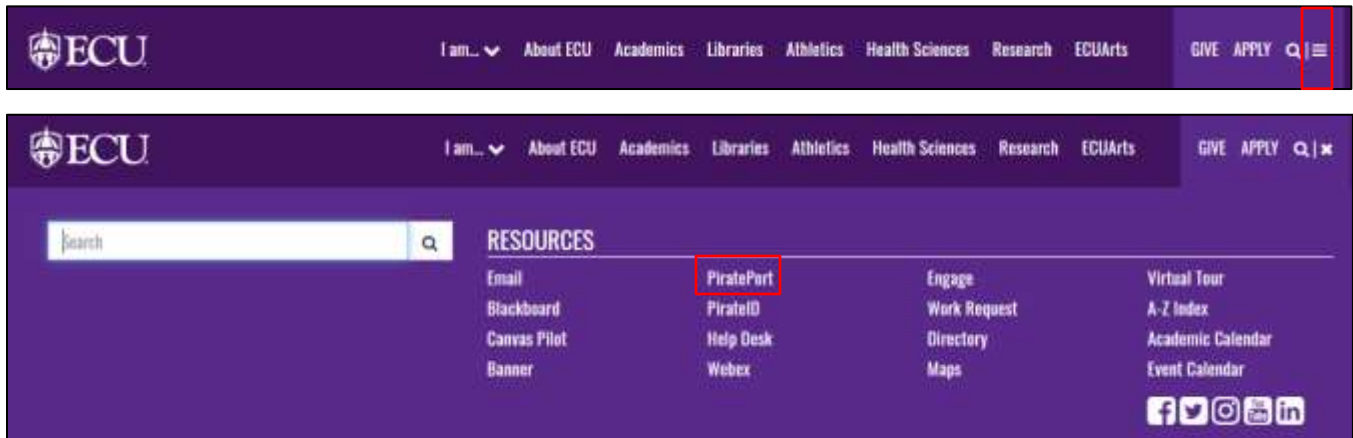 ECU I am... About ECU Academics Libraries Athletics Health Sciences Research ECUArts GIVE APPLY
ECU I am... About ECU Academics Libraries Athletics Health Sciences Research ECUArts GIVE APPLY
Search
RESOURCES
Email PiratePort Engage Virtual Tour
Blackboard PirateID Work Request A-Z Index
Canvas Pilot Help Desk Directory Academic Calendar
Banner Webex Maps Event Calendar